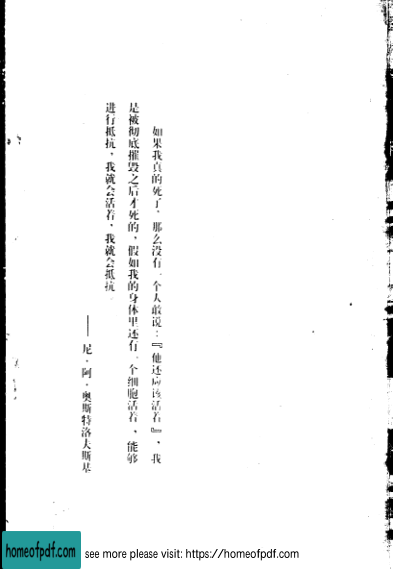 如果我真的死了，那么没有一个人敢说：『他还应该活着』，我
是被彻底摧毁之后才死的，假如我的身体里还有一个细胞活着，能够
进行抵抗，我就会活着，我就会抵抗
——尼·阿·奥斯特洛夫斯基
homeofpdf.com
see more please visit: https://homeofpdf.com